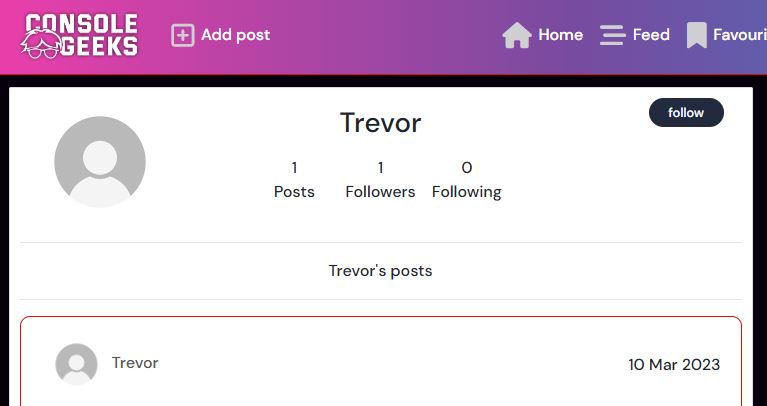 CONSOLE
GEEKS
Add post
Home
Feed
Favouri
Trevor
follow
1
Posts
1
Followers
0
Following
Trevor's posts
Trevor
10 Mar 2023